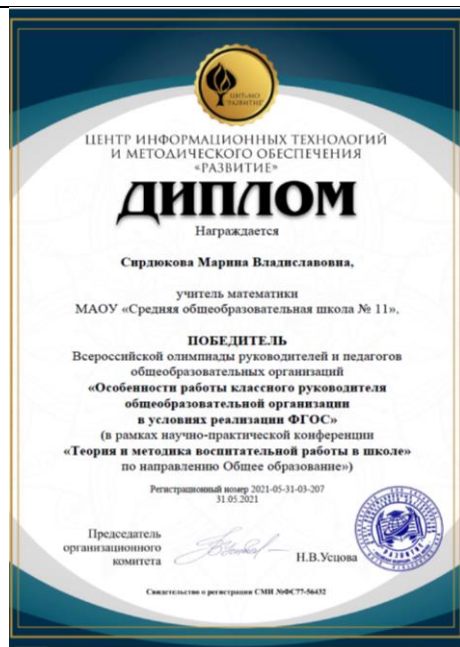 ЦИТиМО
"РАЗВИТИЕ"
ЦЕНТР ИНФОРМАЦИОННЫХ ТЕХНОЛОГИЙ
И МЕТОДИЧЕСКОГО ОБЕСПЕЧЕНИЯ
«РАЗВИТИЕ»
ДИПЛОМ
Награждается
Сирдюкова Марина Владиславовна,
учитель математики
МАОУ «Средняя общеобразовательная школа № 11»,
ПОБЕДИТЕЛЬ
Всероссийской олимпиады руководителей и педагогов
общеобразовательных организаций
«Особенности работы классного руководителя
общеобразовательной организации
в условиях реализации ФГОС»
(в рамках научно-практической конференции
«Теория и методика воспитательной работы в школе»
по направлению Общее образование»)
Регистрационный номер 2021-05-31-03-207
31.05.2021
Председатель
организационного
комитета
Н.В.Усцова
РАЗВИТИЕ
Свидетельство о регистрации СМИ №ФС77-56432